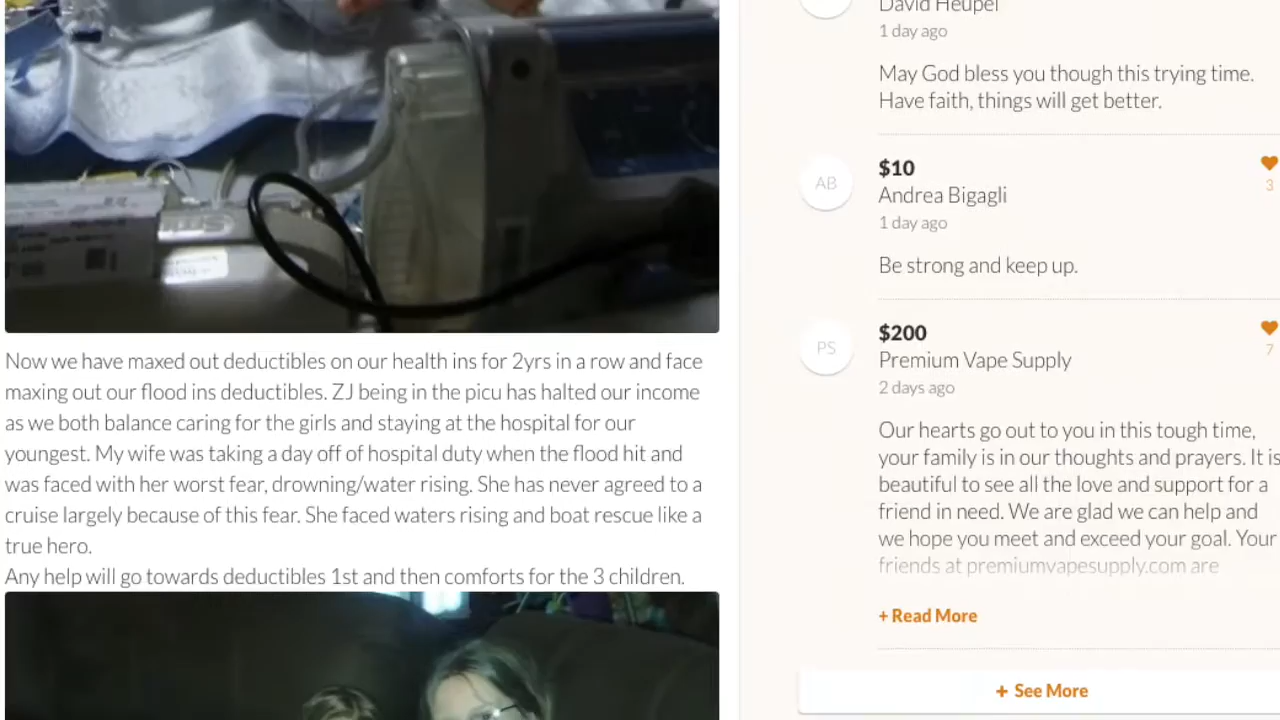 Now we have maxed out deductibles on our health ins for 2yrs in a row and face
maxing out our flood ins deductibles. ZJ being in the picu has halted our income
as we both balance caring for the girls and staying at the hospital for our
youngest. My wife was taking a day off of hospital duty when the flood hit and
was faced with her worst fear, drowning/water rising. She has never agreed to a
cruise largely because of this fear. She faced waters rising and boat rescue like a
true hero.
Any help will go towards deductibles 1st and then comforts for the 3 children.
David Heupel
1 day ago
May God bless you though this trying time.
Have faith, things will get better.
AB
$10
3
Andrea Bigagli
1 day ago
Be strong and keep up.
PS
$200
7
Premium Vape Supply
2 days ago
Our hearts go out to you in this tough time,
your family is in our thoughts and prayers. It is
beautiful to see all the love and support for a
friend in need. We are glad we can help and
we hope you meet and exceed your goal. Your
friends at premiumvapesupply.com are
+ Read More
+ See More